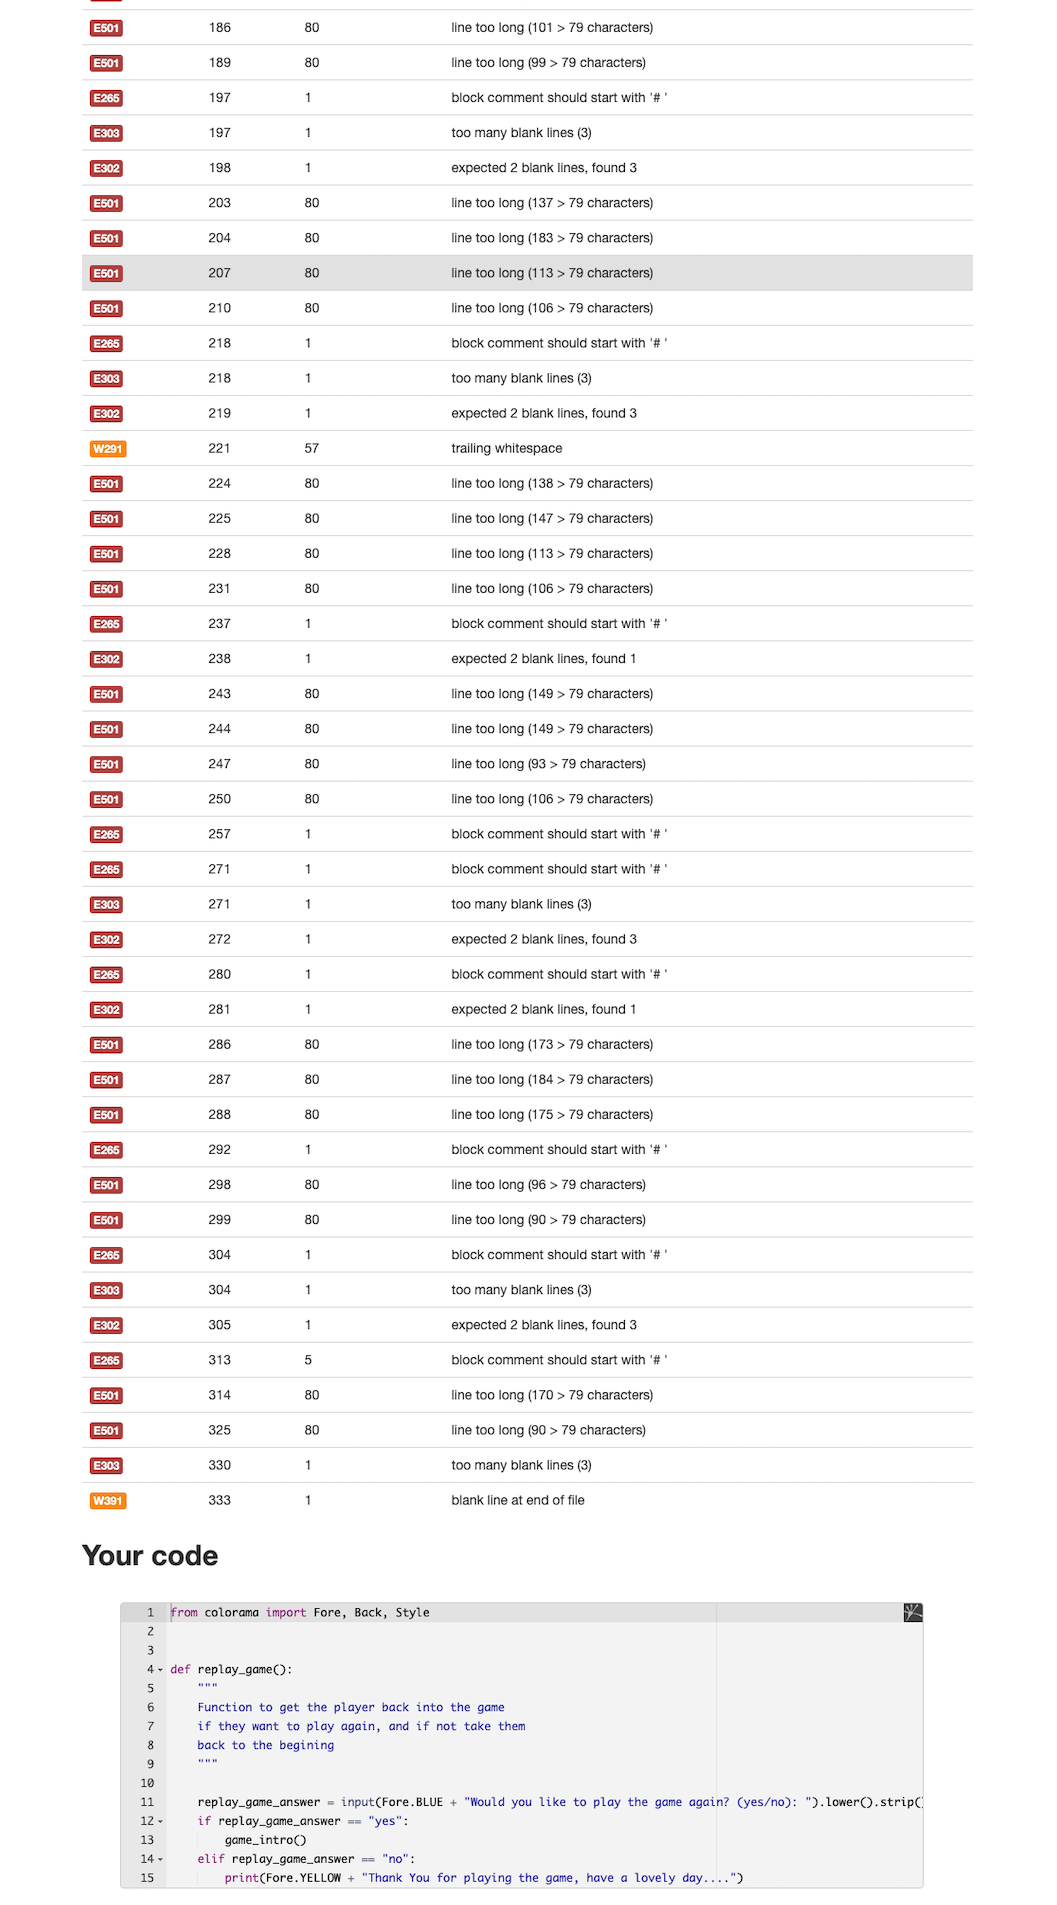 E501 186 80 line too long (101 > 79 characters)
E501 189 80 line too long (99 > 79 characters)
E265 197 1 block comment should start with '# '
E303 197 1 too many blank lines (3)
E302 198 1 expected 2 blank lines, found 3
E501 203 80 line too long (137 > 79 characters)
E501 204 80 line too long (183 > 79 characters)
E501 207 80 line too long (113 > 79 characters)
E501 210 80 line too long (106 > 79 characters)
E265 218 1 block comment should start with '# '
E303 218 1 too many blank lines (3)
E302 219 1 expected 2 blank lines, found 3
W291 221 57 trailing whitespace
E501 224 80 line too long (138 > 79 characters)
E501 225 80 line too long (147 > 79 characters)
E501 228 80 line too long (113 > 79 characters)
E501 231 80 line too long (106 > 79 characters)
E265 237 1 block comment should start with '# '
E302 238 1 expected 2 blank lines, found 1
E501 243 80 line too long (149 > 79 characters)
E501 244 80 line too long (149 > 79 characters)
E501 247 80 line too long (93 > 79 characters)
E501 250 80 line too long (106 > 79 characters)
E265 257 1 block comment should start with '# '
E265 271 1 block comment should start with '# '
E303 271 1 too many blank lines (3)
E302 272 1 expected 2 blank lines, found 3
E265 280 1 block comment should start with '# '
E302 281 1 expected 2 blank lines, found 1
E501 286 80 line too long (173 > 79 characters)
E501 287 80 line too long (184 > 79 characters)
E501 288 80 line too long (175 > 79 characters)
E265 292 1 block comment should start with '# '
E501 298 80 line too long (96 > 79 characters)
E501 299 80 line too long (90 > 79 characters)
E265 304 1 block comment should start with '# '
E303 304 1 too many blank lines (3)
E302 305 1 expected 2 blank lines, found 3
E265 313 5 block comment should start with '# '
E501 314 80 line too long (170 > 79 characters)
E501 325 80 line too long (90 > 79 characters)
E303 330 1 too many blank lines (3)
W391 333 1 blank line at end of file
Your code
1 from colorama import Fore, Back, Style
2
3
4 def replay_game():
5 """
6 Function to get the player back into the game
7 if they want to play again, and if not take them
8 back to the begining
9 """
10
11 replay_game_answer = input(Fore.BLUE + "Would you like to play the game again? (yes/no): ").lower().strip(
12 if replay_game_answer == "yes":
13 game_intro()
14 elif replay_game_answer == "no":
15 print(Fore.YELLOW + "Thank You for playing the game, have a lovely day....")